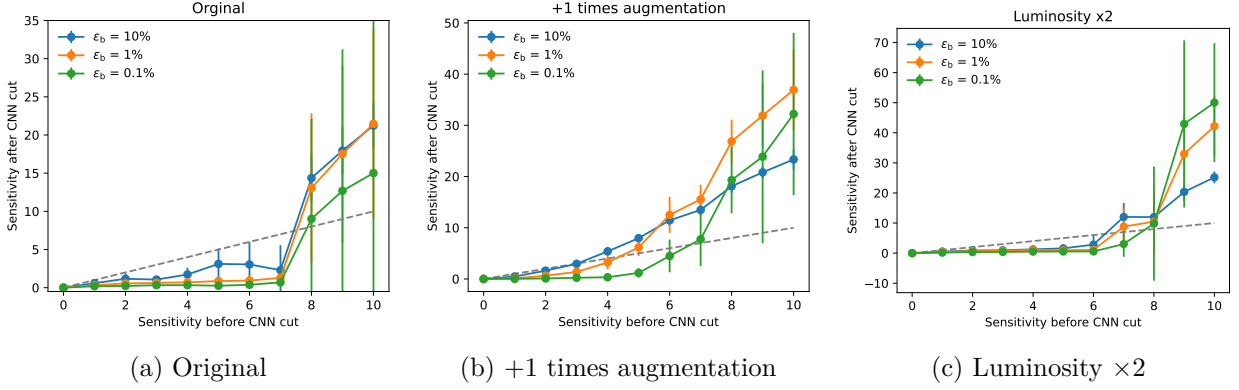 Orginal
35
30
25
20
15
10
5
0
Sensitivity after CNN cut
εb = 10%
εb = 1%
εb = 0.1%
0 2 4 6 8 10
Sensitivity before CNN cut
(a) Original
+1 times augmentation
50
40
30
20
10
0
Sensitivity after CNN cut
εb = 10%
εb = 1%
εb = 0.1%
0 2 4 6 8 10
Sensitivity before CNN cut
(b) +1 times augmentation
Luminosity x2
70
60
50
40
30
20
10
0
−10
Sensitivity after CNN cut
εb = 10%
εb = 1%
εb = 0.1%
0 2 4 6 8 10
Sensitivity before CNN cut
(c) Luminosity ×2